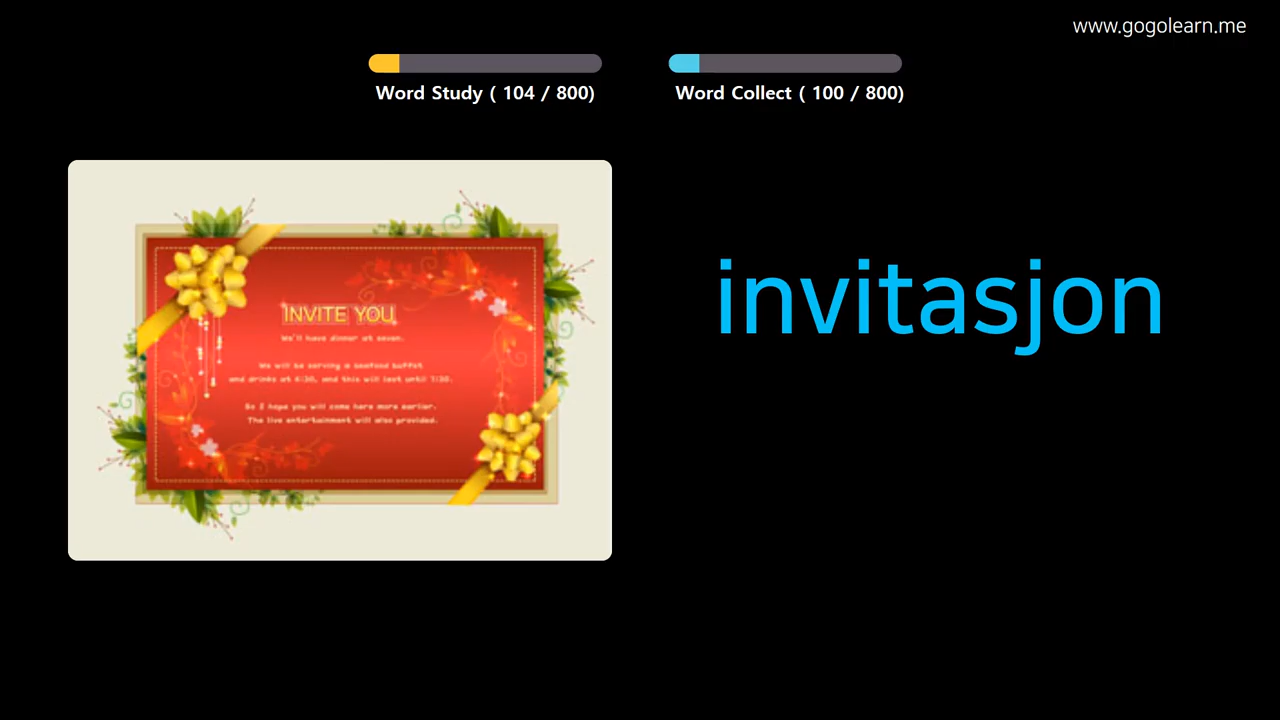 www.gogolearn.me
Word Study ( 104 / 800)
Word Collect ( 100 / 800)
INVITE YOU
We'll have dinner at seven.
We will be serving a seafood buffet
and drinks at 6:30, and this will last until 7:30.
So I hope you will come here more earlier.
The live entertainment will also provided.
invitasjon